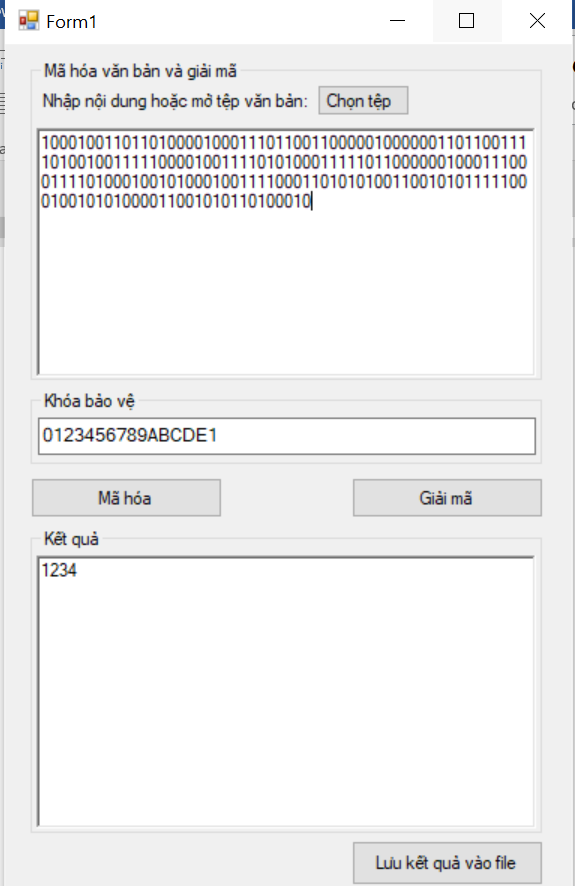 Form1
Mã hóa văn bản và giải mã
Nhập nội dung hoặc mở tệp văn bản: Chọn tệp
100010011011010000100011101100110000010000001101100111
101001001111100001001111010100011111011000000100011100
011110100010010100010011110001101010100110010101111100
010010101000011001010110100010
Khóa bảo vệ
0123456789ABCDE1
Mã hóa Giải mã
Kết quả
1234
Lưu kết quả vào file